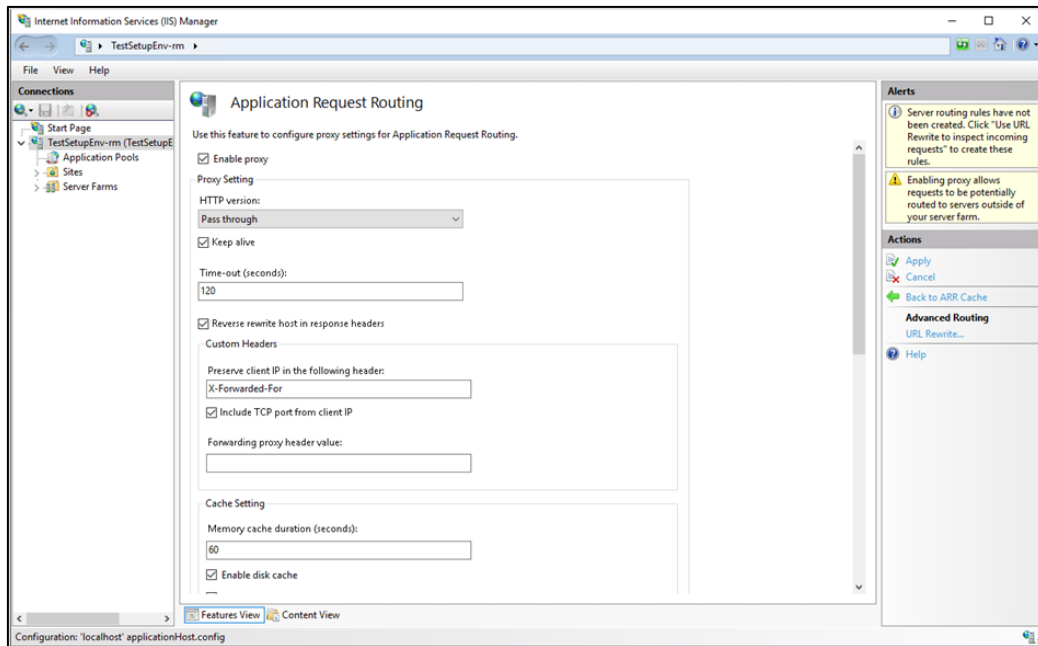 Internet Information Services (IIS) Manager
TestSetupEnv-rm
File View Help
Connections
Start Page
TestSetupEnv-rm (TestSetupE
Application Pools
Sites
Server Farms
Application Request Routing
Use this feature to configure proxy settings for Application Request Routing.
Enable proxy
Proxy Setting
HTTP version:
Pass through
Keep alive
Time-out (seconds):
120
Reverse rewrite host in response headers
Custom Headers
Preserve client IP in the following header:
X-Forwarded-For
Include TCP port from client IP
Forwarding proxy header value:
Cache Setting
Memory cache duration (seconds):
60
Enable disk cache
Features View Content View
Alerts
Server routing rules have not
been created. Click "Use URL
Rewrite to inspect incoming
requests" to create these
rules.
Enabling proxy allows
requests to be potentially
routed to servers outside of
your server farm.
Actions
Apply
Cancel
Back to ARR Cache
Advanced Routing
URL Rewrite...
Help
Configuration: 'localhost' applicationHost.config